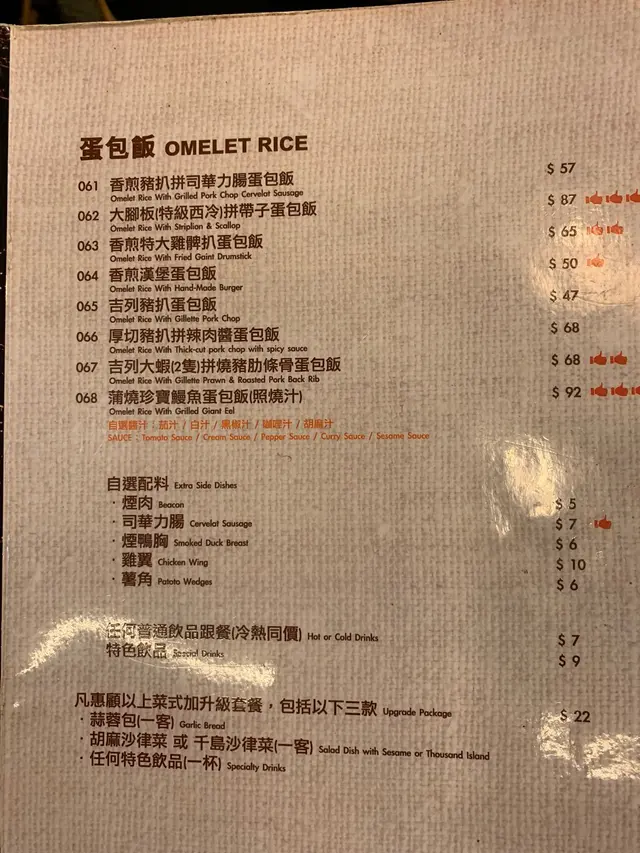 蛋包飯 OMELET RICE
061 香煎豬扒拼司華力腸蛋包飯 $ 57
Omelet Rice With Grilled Pork Chop Cervelat Sausage
062 大腳板(特級西冷)拼帶子蛋包飯 $ 87
Omelet Rice With Striplian & Scallop
063 香煎特大雞髀扒蛋包飯 $ 65
Omelet Rice With Fried Gaint Drumstick
064 香煎漢堡蛋包飯 $ 50
Omelet Rice With Hand-Made Burger
065 吉列豬扒蛋包飯 $ 47
Omelet Rice With Gillette Pork Chop
066 厚切豬扒拼辣肉醬蛋包飯 $ 68
Omelet Rice With Thick-cut pork chop with spicy sauce
067 吉列大蝦(2隻)拼燒豬肋條骨蛋包飯 $ 68
Omelet Rice With Gillette Prawn & Roasted Pork Back Rib
068 蒲燒珍寶鰻魚蛋包飯(照燒汁) $ 92
Omelet Rice With Grilled Giant Eel
自選醬汁：茄汁 / 白汁 / 黑椒汁 / 咖喱汁 / 胡麻汁
SAUCE : Tomato Sauce / Cream Sauce / Pepper Sauce / Curry Sauce / Sesame Sauce
自選配料 Extra Side Dishes
· 煙肉 Beacon $ 5
· 司華力腸 Cervelat Sausage $ 7
· 煙鴨胸 Smoked Duck Breast $ 6
· 雞翼 Chicken Wing $ 10
· 薯角 Patato Wedges $ 6
任何普通飲品跟餐(冷熱同價) Hot or Cold Drinks $ 7
特色飲品 Special Drinks $ 9
凡惠顧以上菜式加升級套餐，包括以下三款 Upgrade Package $ 22
· 蒜蓉包(一客) Garlic Bread
· 胡麻沙律菜 或 千島沙律菜(一客) Salad Dish with Sesame or Thousand Island
· 任何特色飲品(一杯) Specialty Drinks